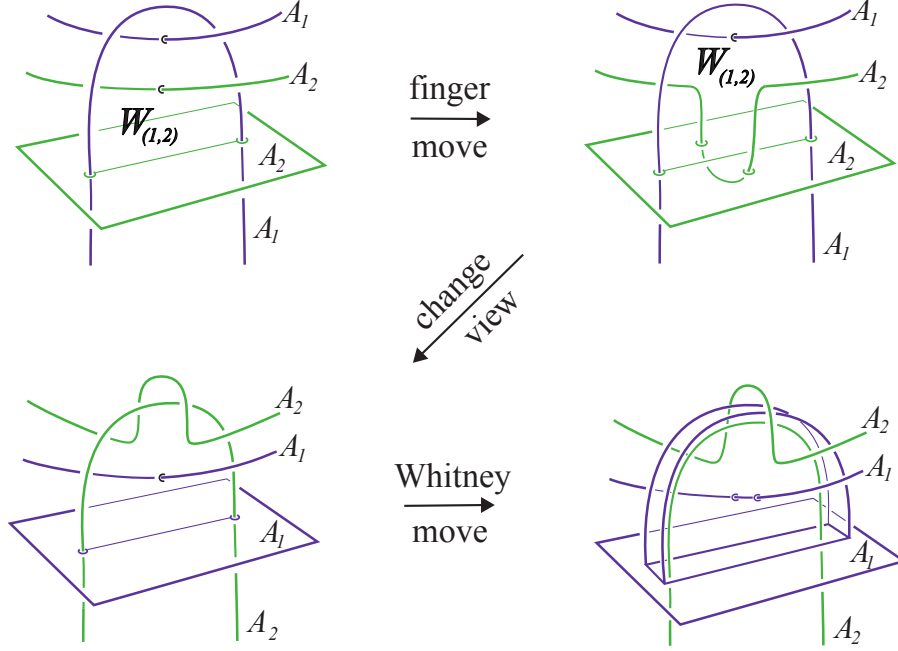 A₁
A₂
W₍₁,₂₎
A₂
A₁
finger
move
A₁
W₍₁,₂₎
A₂
A₂
A₁
change
view
A₂
A₁
A₁
A₂
Whitney
move
A₂
A₁
A₁
A₂